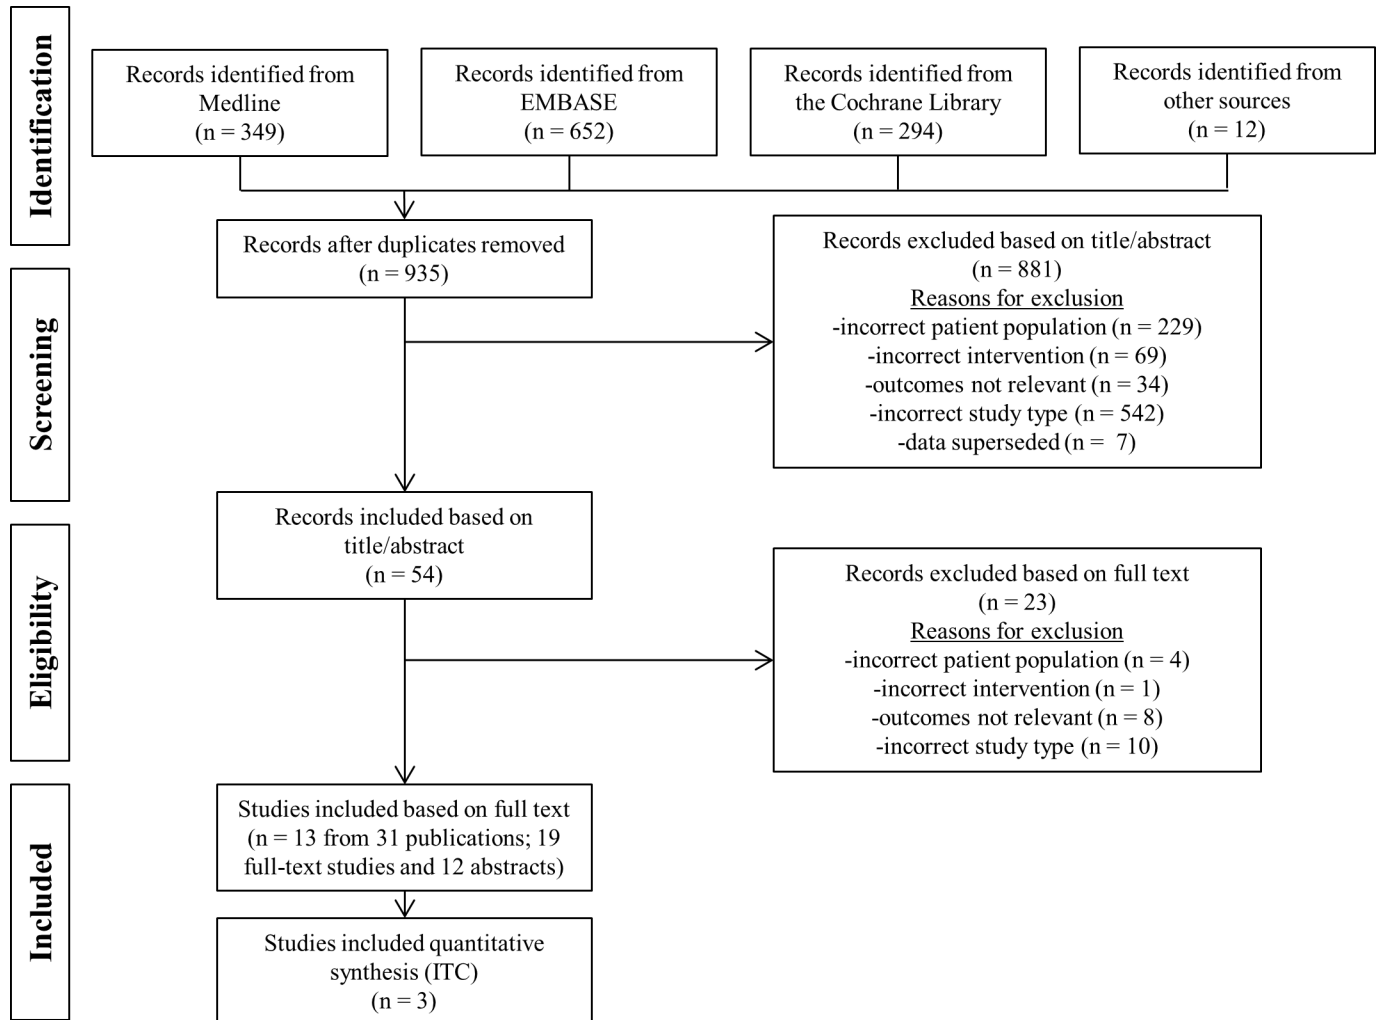 Identification
Records identified from
Medline
(n = 349)
Records identified from
EMBASE
(n = 652)
Records identified from
the Cochrane Library
(n = 294)
Records identified from
other sources
(n = 12)
Records after duplicates removed
(n = 935)
Screening
Records excluded based on title/abstract
(n = 881)
Reasons for exclusion
-incorrect patient population (n = 229)
-incorrect intervention (n = 69)
-outcomes not relevant (n = 34)
-incorrect study type (n = 542)
-data superseded (n =  7)
Records included based on
title/abstract
(n = 54)
Eligibility
Records excluded based on full text
(n = 23)
Reasons for exclusion
-incorrect patient population (n = 4)
-incorrect intervention (n = 1)
-outcomes not relevant (n = 8)
-incorrect study type (n = 10)
Included
Studies included based on full text
(n = 13 from 31 publications; 19
full-text studies and 12 abstracts)
Studies included quantitative
synthesis (ITC)
(n = 3)